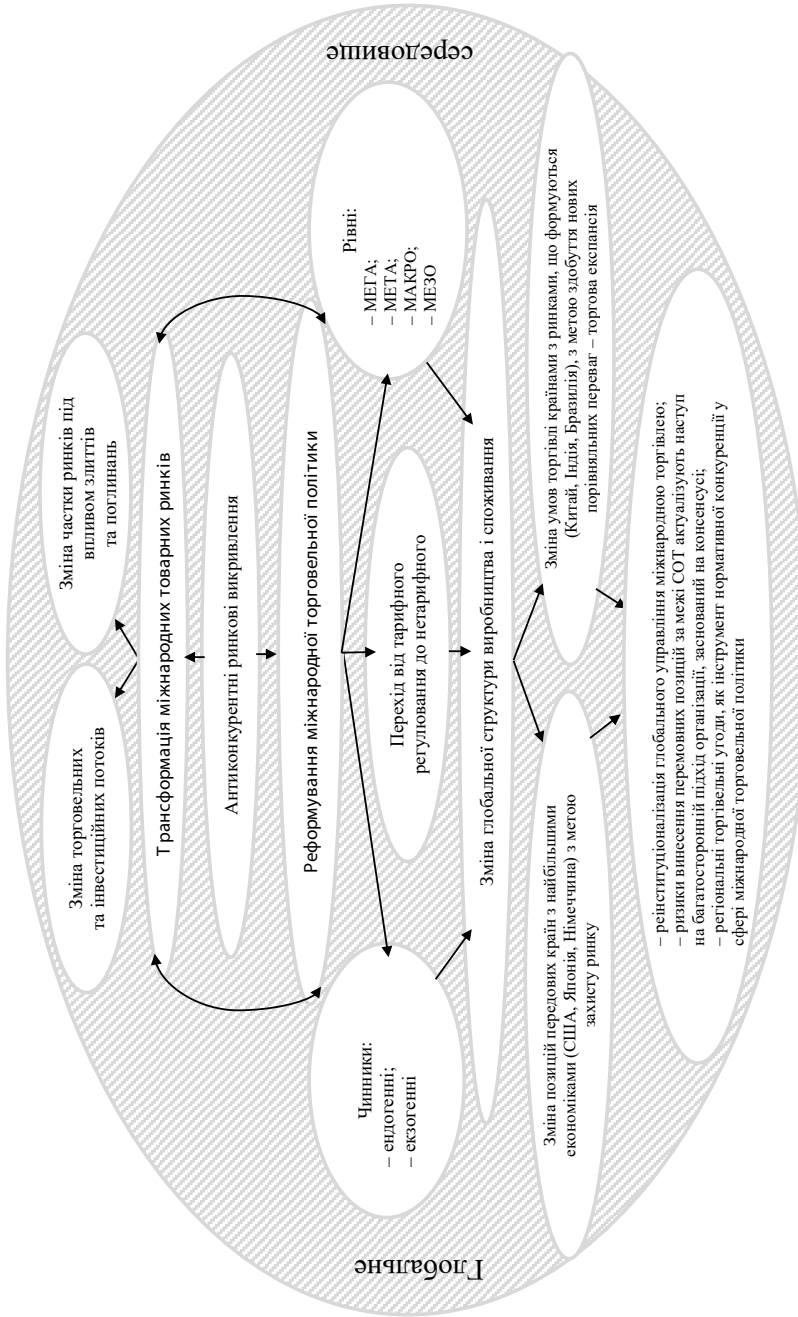 Глобальне
середовище
Зміна торговельних
та інвестиційних потоків
Зміна частки ринків під
впливом злиттів
та поглинань
Трансформація міжнародних товарних ринків
Антиконкурентні ринкові викривлення
Реформування міжнародної торговельної політики
Чинники:
– ендогенні;
– екзогенні
Перехід від тарифного
регулювання до нетарифного
Рівні:
– МЕГА;
– МЕТА;
– МАКРО;
– МЕЗО
Зміна глобальної структури виробництва і споживання
Зміна позицій передових країн з найбільшими
економіками (США, Японія, Німеччина) з метою
захисту ринку
Зміна умов торгівлі країнами з ринками, що формуються
(Китай, Індія, Бразилія), з метою здобуття нових
порівняльних переваг – торгова експансія
– реінституціоналізація глобального управління міжнародною торгівлею;
– ризики винесення перемовних позицій за межі СОТ актуалізують наступ
на багатосторонній підхід організації, заснований на консенсусі;
– регіональні торгівельні угоди, як інструмент нормативної конкуренції у
сфері міжнародної торговельної політики